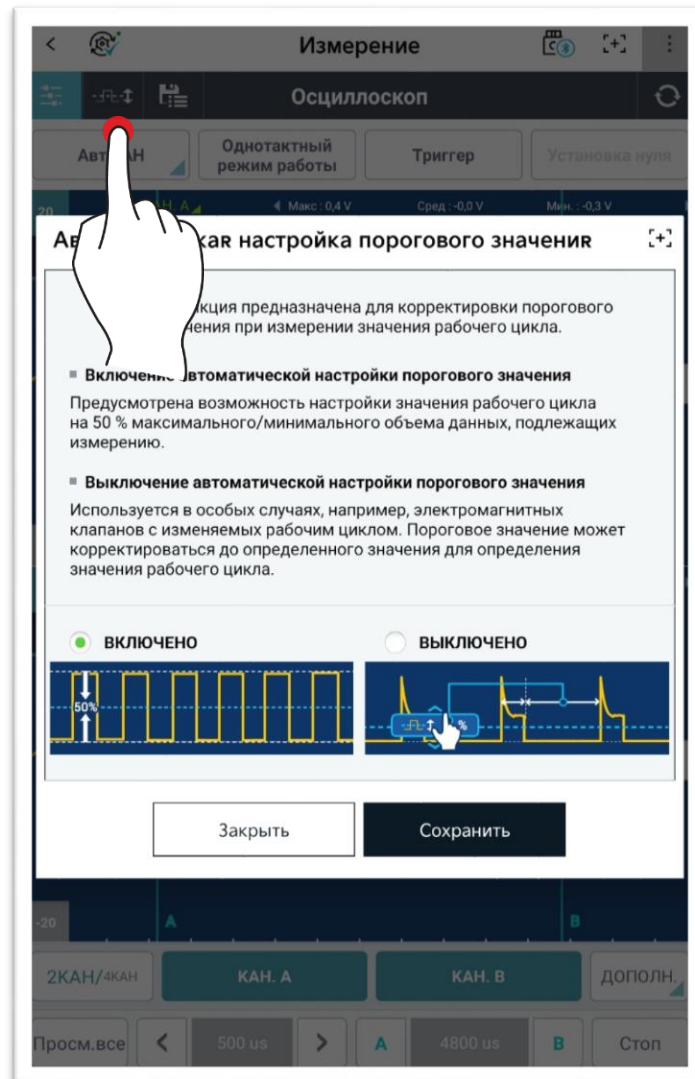 Измерение
Осциллоскоп
Однотактный
режим работы
Триггер
Установка нуля
20
Н. А
Макс : 0,4 V
Сред : -0,0 V
Мин. : -0,3 V
каʀ настройка порогового значениʀ
предназначена для корректировки порогового
при измерении значения рабочего цикла.
Включение автоматической настройки порогового значения
Предусмотрена возможность настройки значения рабочего цикла
на 50 % максимального/минимального объема данных, подлежащих
измерению.
Выключение автоматической настройки порогового значения
Используется в особых случаях, например, электромагнитных
клапанов с изменяемых рабочим циклом. Пороговое значение может
корректироваться до определенного значения для определения
значения рабочего цикла.
ВКЛЮЧЕНО
ВЫКЛЮЧЕНО
50%
%
Закрыть
Сохранить
-20
A
B
2КАН/4КАН
КАН. A
КАН. B
ДОПОЛН.
Просм.все
500 us
A
4800 us
B
Стоп